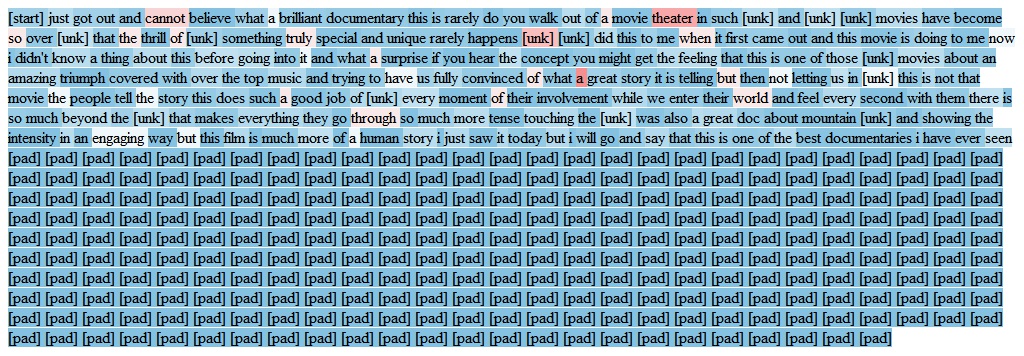 [start] just got out and cannot believe what a brilliant documentary this is rarely do you walk out of a movie theater in such [unk] and [unk] [unk] movies have become
so over [unk] that the thrill of [unk] something truly special and unique rarely happens [unk] [unk] did this to me when it first came out and this movie is doing to me now
i didn't know a thing about this before going into it and what a surprise if you hear the concept you might get the feeling that this is one of those [unk] movies about an
amazing triumph covered with over the top music and trying to have us fully convinced of what a great story it is telling but then not letting us in [unk] this is not that
movie the people tell the story this does such a good job of [unk] every moment of their involvement while we enter their world and feel every second with them there is
so much beyond the [unk] that makes everything they go through so much more tense touching the [unk] was also a great doc about mountain [unk] and showing the
intensity in an engaging way but this film is much more of a human story i just saw it today but i will go and say that this is one of the best documentaries i have ever seen
[pad] [pad] [pad] [pad] [pad] [pad] [pad] [pad] [pad] [pad] [pad] [pad] [pad] [pad] [pad] [pad] [pad] [pad] [pad] [pad] [pad] [pad] [pad] [pad] [pad] [pad] [pad]
[pad] [pad] [pad] [pad] [pad] [pad] [pad] [pad] [pad] [pad] [pad] [pad] [pad] [pad] [pad] [pad] [pad] [pad] [pad] [pad] [pad] [pad] [pad] [pad] [pad] [pad] [pad]
[pad] [pad] [pad] [pad] [pad] [pad] [pad] [pad] [pad] [pad] [pad] [pad] [pad] [pad] [pad] [pad] [pad] [pad] [pad] [pad] [pad] [pad] [pad] [pad] [pad] [pad] [pad]
[pad] [pad] [pad] [pad] [pad] [pad] [pad] [pad] [pad] [pad] [pad] [pad] [pad] [pad] [pad] [pad] [pad] [pad] [pad] [pad] [pad] [pad] [pad] [pad] [pad] [pad] [pad]
[pad] [pad] [pad] [pad] [pad] [pad] [pad] [pad] [pad] [pad] [pad] [pad] [pad] [pad] [pad] [pad] [pad] [pad] [pad] [pad] [pad] [pad] [pad] [pad] [pad] [pad] [pad]
[pad] [pad] [pad] [pad] [pad] [pad] [pad] [pad] [pad] [pad] [pad] [pad] [pad] [pad] [pad] [pad] [pad] [pad] [pad] [pad] [pad] [pad] [pad] [pad] [pad] [pad] [pad]
[pad] [pad] [pad] [pad] [pad] [pad] [pad] [pad] [pad] [pad] [pad] [pad] [pad] [pad] [pad] [pad] [pad] [pad] [pad] [pad] [pad] [pad] [pad] [pad] [pad] [pad] [pad]
[pad] [pad] [pad] [pad] [pad] [pad] [pad] [pad] [pad] [pad] [pad] [pad] [pad] [pad] [pad] [pad] [pad] [pad] [pad] [pad] [pad] [pad] [pad] [pad] [pad] [pad] [pad]
[pad] [pad] [pad] [pad] [pad] [pad] [pad] [pad] [pad] [pad] [pad] [pad] [pad] [pad] [pad] [pad] [pad] [pad] [pad] [pad] [pad] [pad] [pad] [pad] [pad] [pad] [pad]
[pad] [pad] [pad] [pad] [pad] [pad] [pad] [pad] [pad] [pad] [pad] [pad] [pad] [pad] [pad] [pad] [pad] [pad] [pad] [pad] [pad] [pad] [pad] [pad]